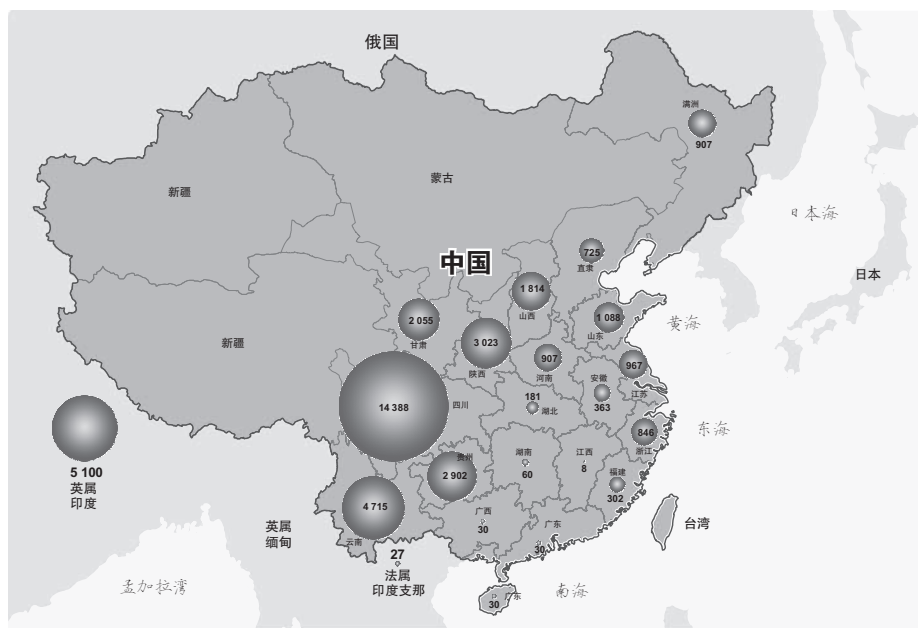 俄国
满洲
907
新疆
蒙古
日本海
中国
725
直隶
日本
1 814
山西
2 055
甘肃
1 088
山东
黄海
3 023
陕西
907
河南
967
江苏
新疆
安徽
363
181
湖北
14 388
四川
846
浙江
东海
5 100
英属
印度
贵州
2 902
湖南
60
江西
8
福建
302
4 715
云南
广西
30
广东
30
台湾
英属
缅甸
27
法属
印度支那
孟加拉湾
广东
30
南海